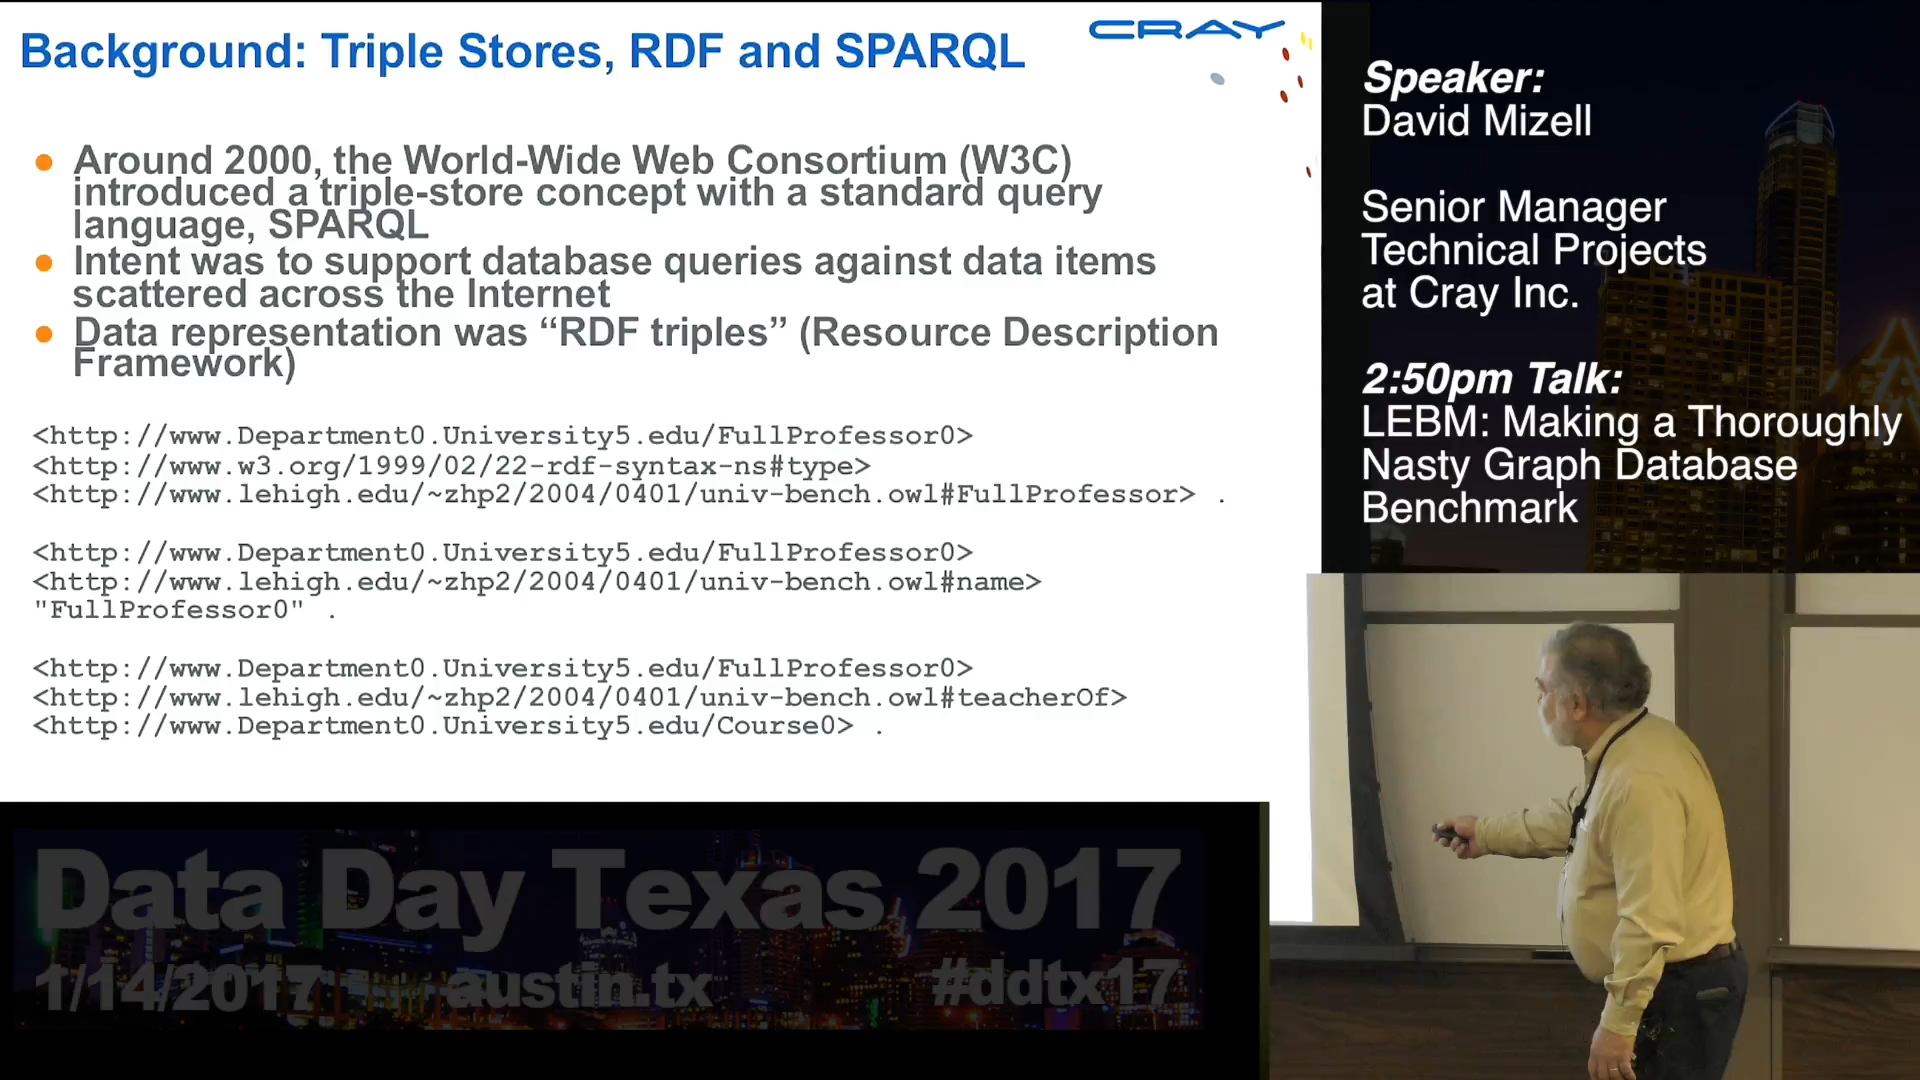 Background: Triple Stores, RDF and SPARQL
CRAY
● Around 2000, the World-Wide Web Consortium (W3C)
introduced a triple-store concept with a standard query
language, SPARQL
● Intent was to support database queries against data items
scattered across the Internet
● Data representation was “RDF triples” (Resource Description
Framework)
<http://www.Department0.University5.edu/FullProfessor0>
<http://www.w3.org/1999/02/22-rdf-syntax-ns#type>
<http://www.lehigh.edu/~zhp2/2004/0401/univ-bench.owl#FullProfessor> .
<http://www.Department0.University5.edu/FullProfessor0>
<http://www.lehigh.edu/~zhp2/2004/0401/univ-bench.owl#name>
"FullProfessor0" .
<http://www.Department0.University5.edu/FullProfessor0>
<http://www.lehigh.edu/~zhp2/2004/0401/univ-bench.owl#teacherOf>
<http://www.Department0.University5.edu/Course0> .
Speaker:
David Mizell
Senior Manager
Technical Projects
at Cray Inc.
2:50pm Talk:
LEBM: Making a Thoroughly
Nasty Graph Database
Benchmark
Data Day Texas 2017
1/14/2017 austin.tx #ddtx17